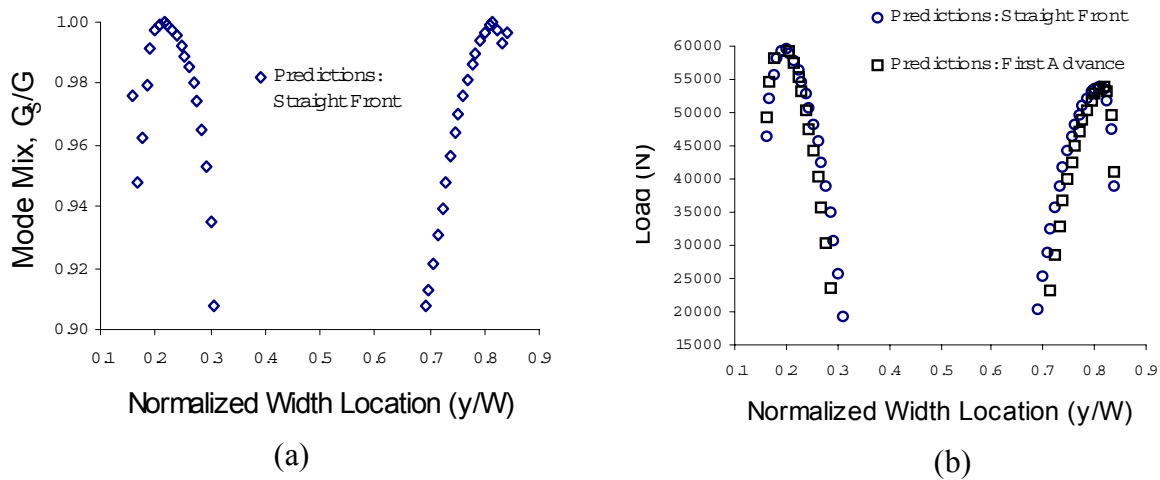 1.00
0.98
0.96
0.94
0.92
0.90
Mode Mix, GS/G
Predictions:
Straight Front
0.1 0.2 0.3 0.4 0.5 0.6 0.7 0.8 0.9
Normalized Width Location (y/W)
(a)
Predictions: Straight Front
Predictions: First Advance
60000
55000
50000
45000
40000
35000
30000
25000
20000
15000
Load (N)
0.1 0.2 0.3 0.4 0.5 0.6 0.7 0.8 0.9
Normalized Width Location (y/W)
(b)